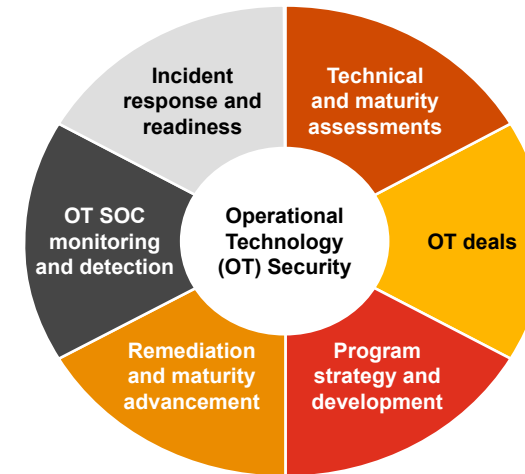 Incident
response and
readiness
Technical
and maturity
assessments
OT SOC
monitoring
and detection
Operational
Technology
(OT) Security
OT deals
Remediation
and maturity
advancement
Program
strategy and
development